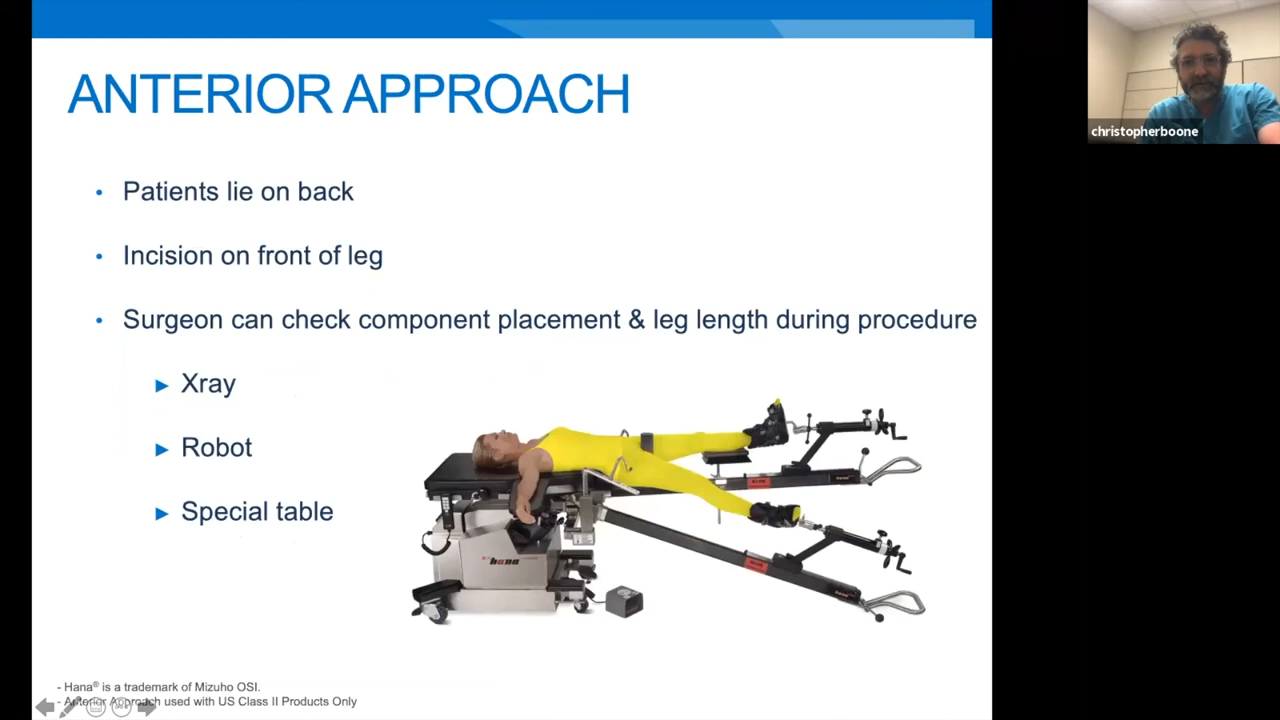 ANTERIOR APPROACH
christopherboone
• Patients lie on back
• Incision on front of leg
• Surgeon can check component placement & leg length during procedure
► Xray
► Robot
► Special table
hana
- Hana® is a trademark of Mizuho OSI.
- Anterior Approach used with US Class II Products Only